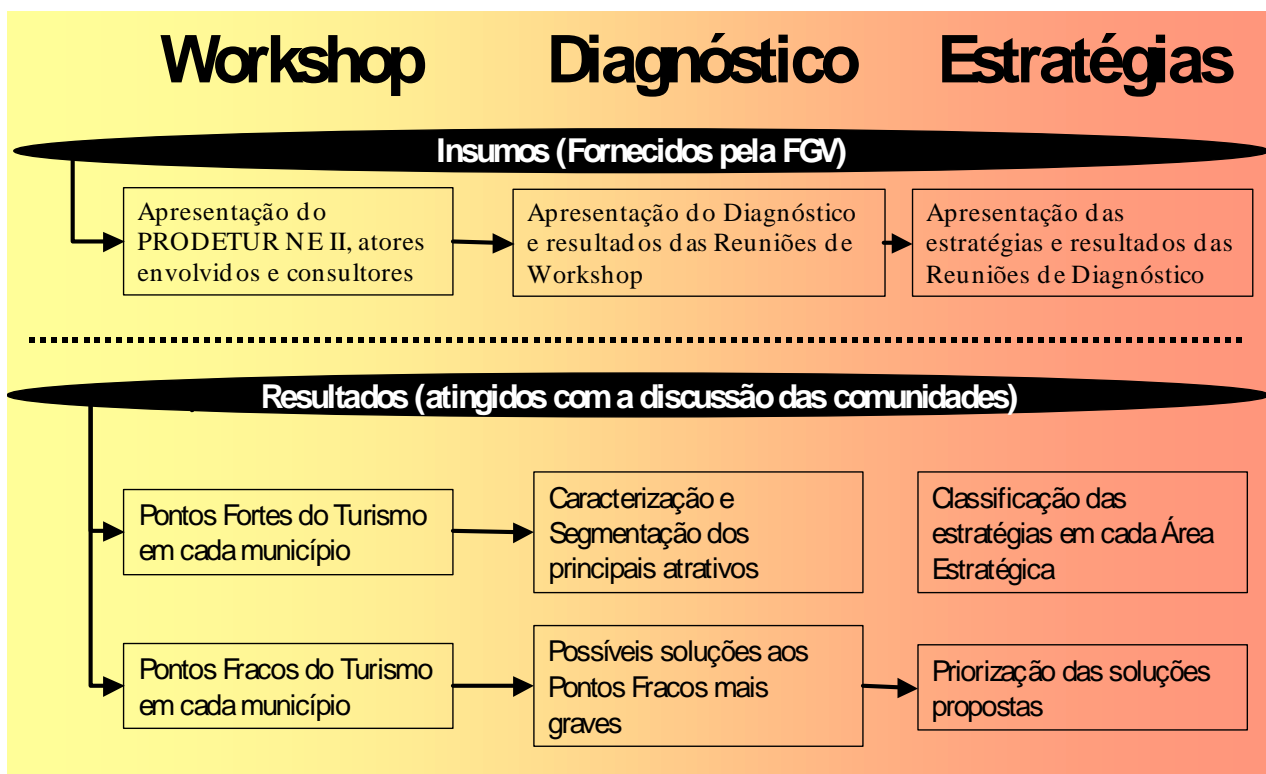 Workshop Diagnóstico Estratégias
Insumos (Fornecidos pela FGV)
Apresentação do
PRODETUR NE II, atores
envolvidos e consultores
Apresentação do Diagnóstico
e resultados das Reuniões de
Workshop
Apresentação das
estratégias e resultados das
Reuniões de Diagnóstico
Resultados (atingidos com a discussão das comunidades)
Pontos Fortes do Turismo
em cada município
Caracterização e
Segmentação dos
principais atrativos
Classificação das
estratégias em cada Área
Estratégica
Pontos Fracos do Turismo
em cada município
Possíveis soluções aos
Pontos Fracos mais
graves
Priorização das soluções
propostas